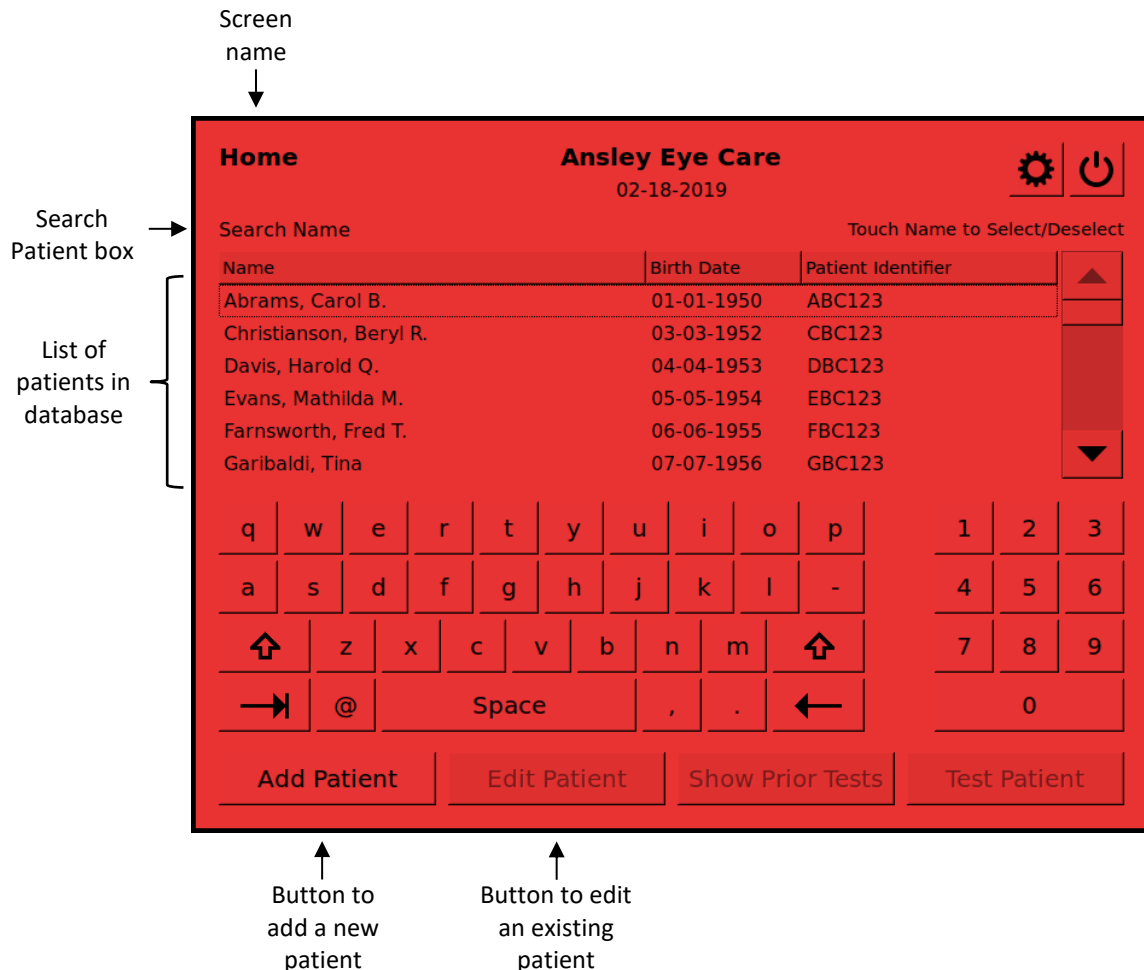 Screen
name
Home
Ansley Eye Care
02-18-2019
Search
Patient box
Search Name
Touch Name to Select/Deselect
Name Birth Date Patient Identifier
Abrams, Carol B. 01-01-1950 ABC123
Christianson, Beryl R. 03-03-1952 CBC123
Davis, Harold Q. 04-04-1953 DBC123
Evans, Mathilda M. 05-05-1954 EBC123
Farnsworth, Fred T. 06-06-1955 FBC123
Garibaldi, Tina 07-07-1956 GBC123
List of
patients in
database
q w e r t y u i o p 1 2 3
a s d f g h j k l - 4 5 6
z x c v b n m 7 8 9
@ Space , . 0
Add Patient Edit Patient Show Prior Tests Test Patient
Button to
add a new
patient
Button to edit
an existing
patient